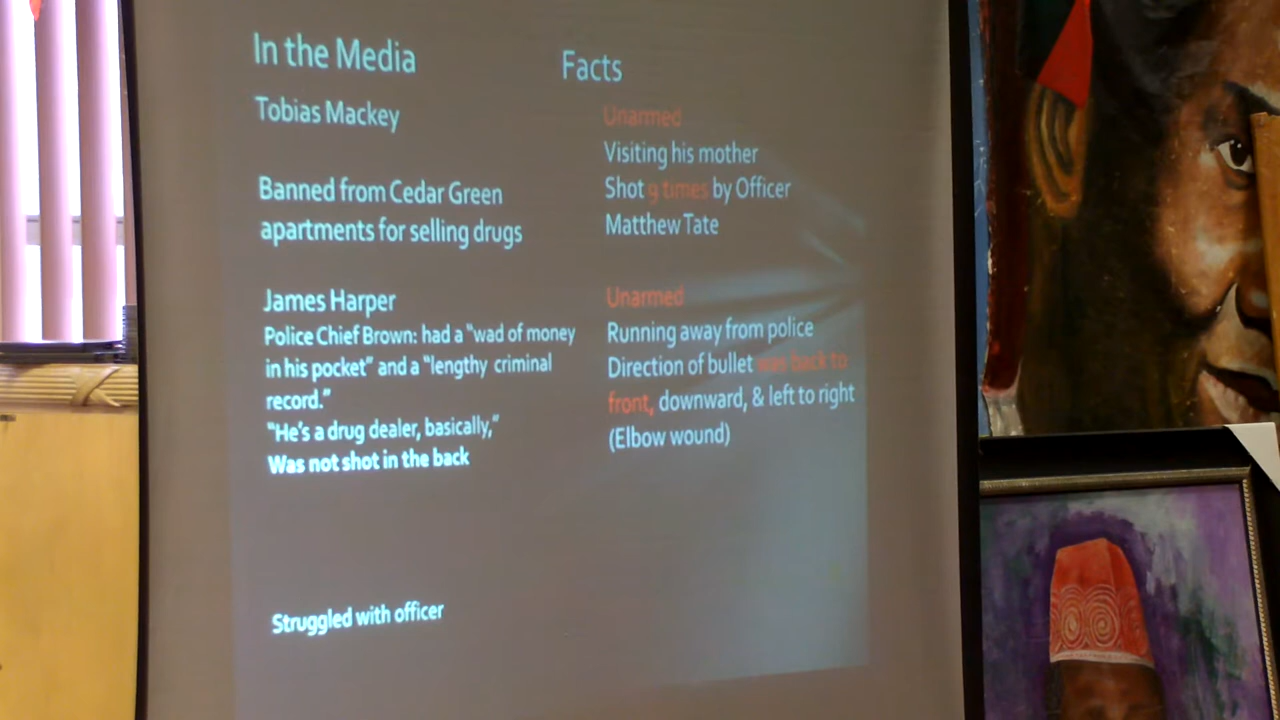 In the Media
Tobias Mackey
Banned from Cedar Green
apartments for selling drugs
James Harper
Police Chief Brown: had a “wad of money
in his pocket” and a “lengthy criminal
record.”
“He’s a drug dealer, basically,”
Was not shot in the back
Struggled with officer
Facts
Unarmed
Visiting his mother
Shot 9 times by Officer
Matthew Tate
Unarmed
Running away from police
Direction of bullet was back to
front, downward, & left to right
(Elbow wound)